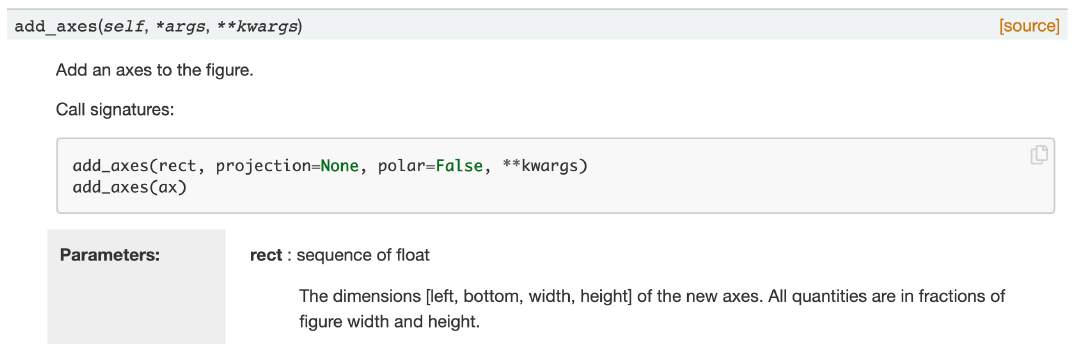 add_axes(self, *args, **kwargs) [source]
Add an axes to the figure.
Call signatures:
add_axes(rect, projection=None, polar=False, **kwargs)
add_axes(ax)
Parameters: rect : sequence of float
The dimensions [left, bottom, width, height] of the new axes. All quantities are in fractions of
figure width and height.